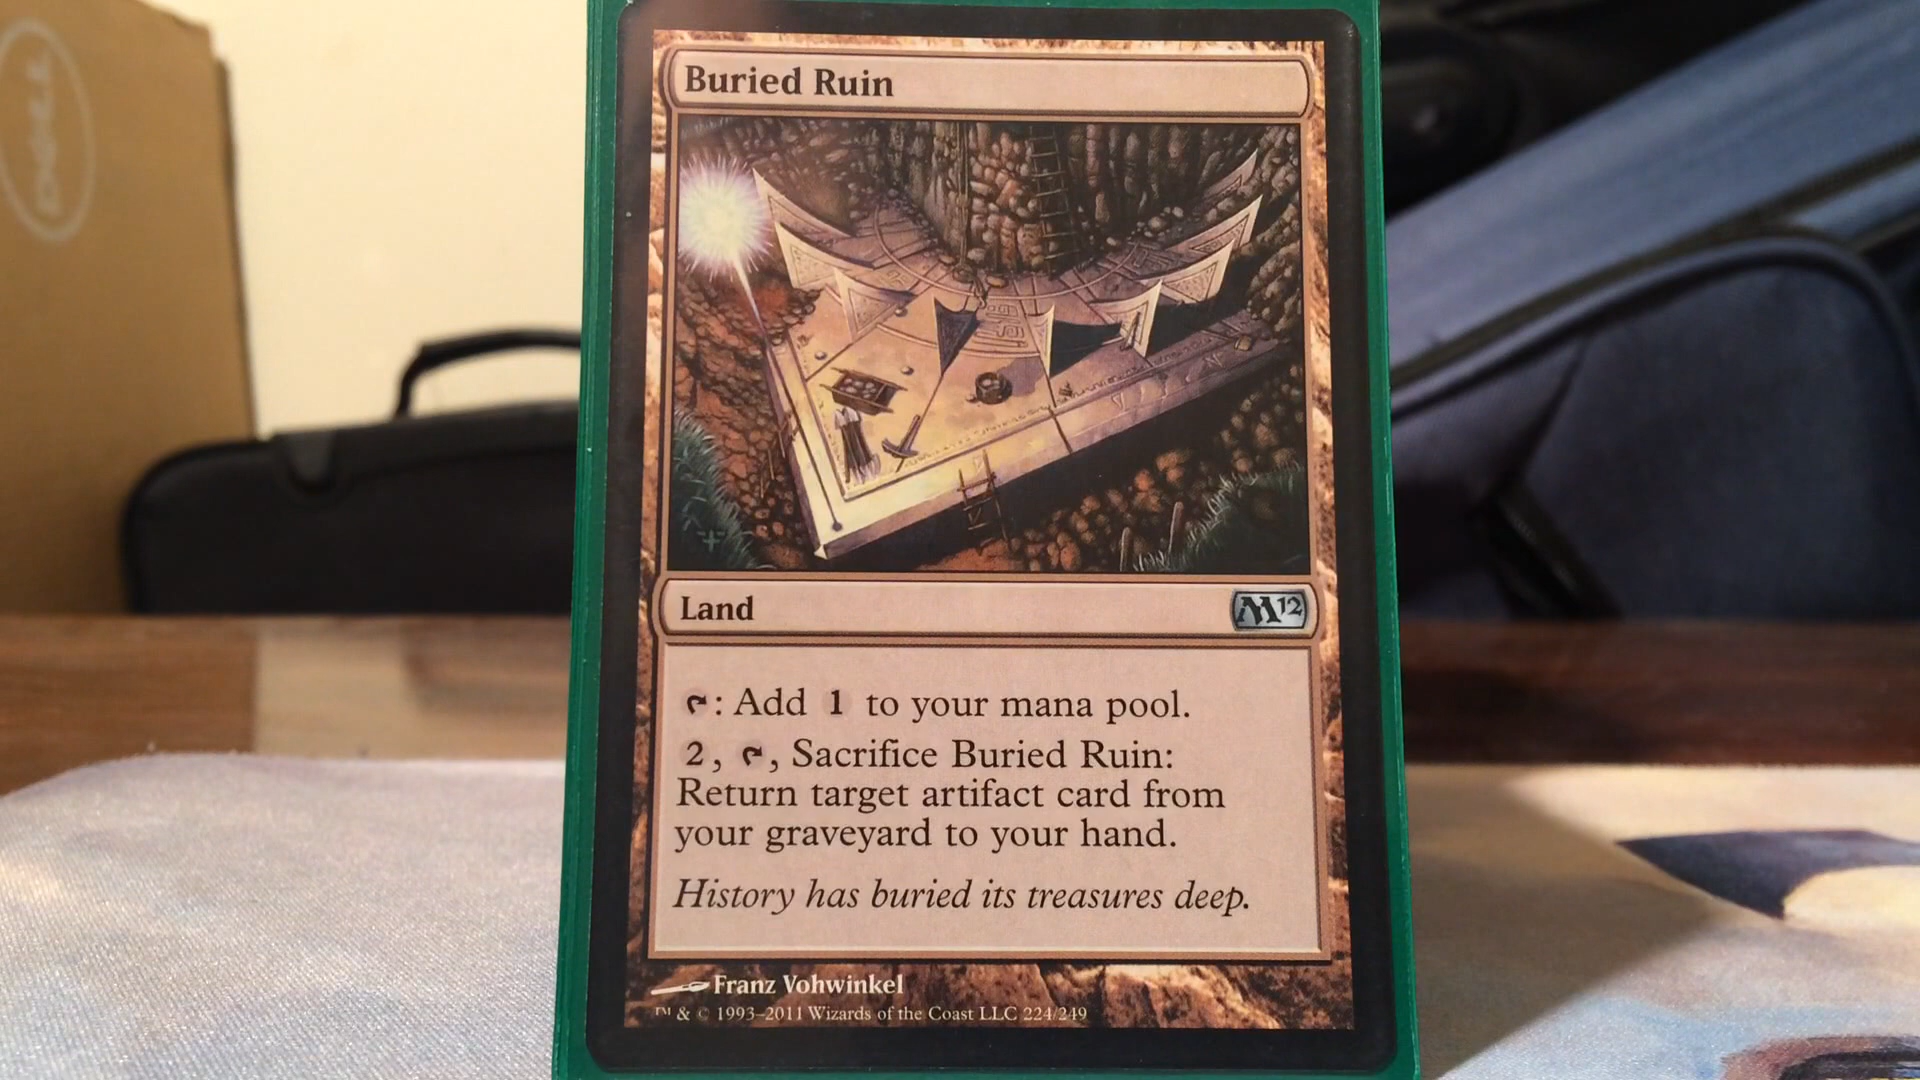 DELL
Buried Ruin
Land
M12
: Add 1 to your mana pool.
2, , Sacrifice Buried Ruin:
Return target artifact card from
your graveyard to your hand.
History has buried its treasures deep.
Franz Vohwinkel
™ & © 1993–2011 Wizards of the Coast LLC 224/249